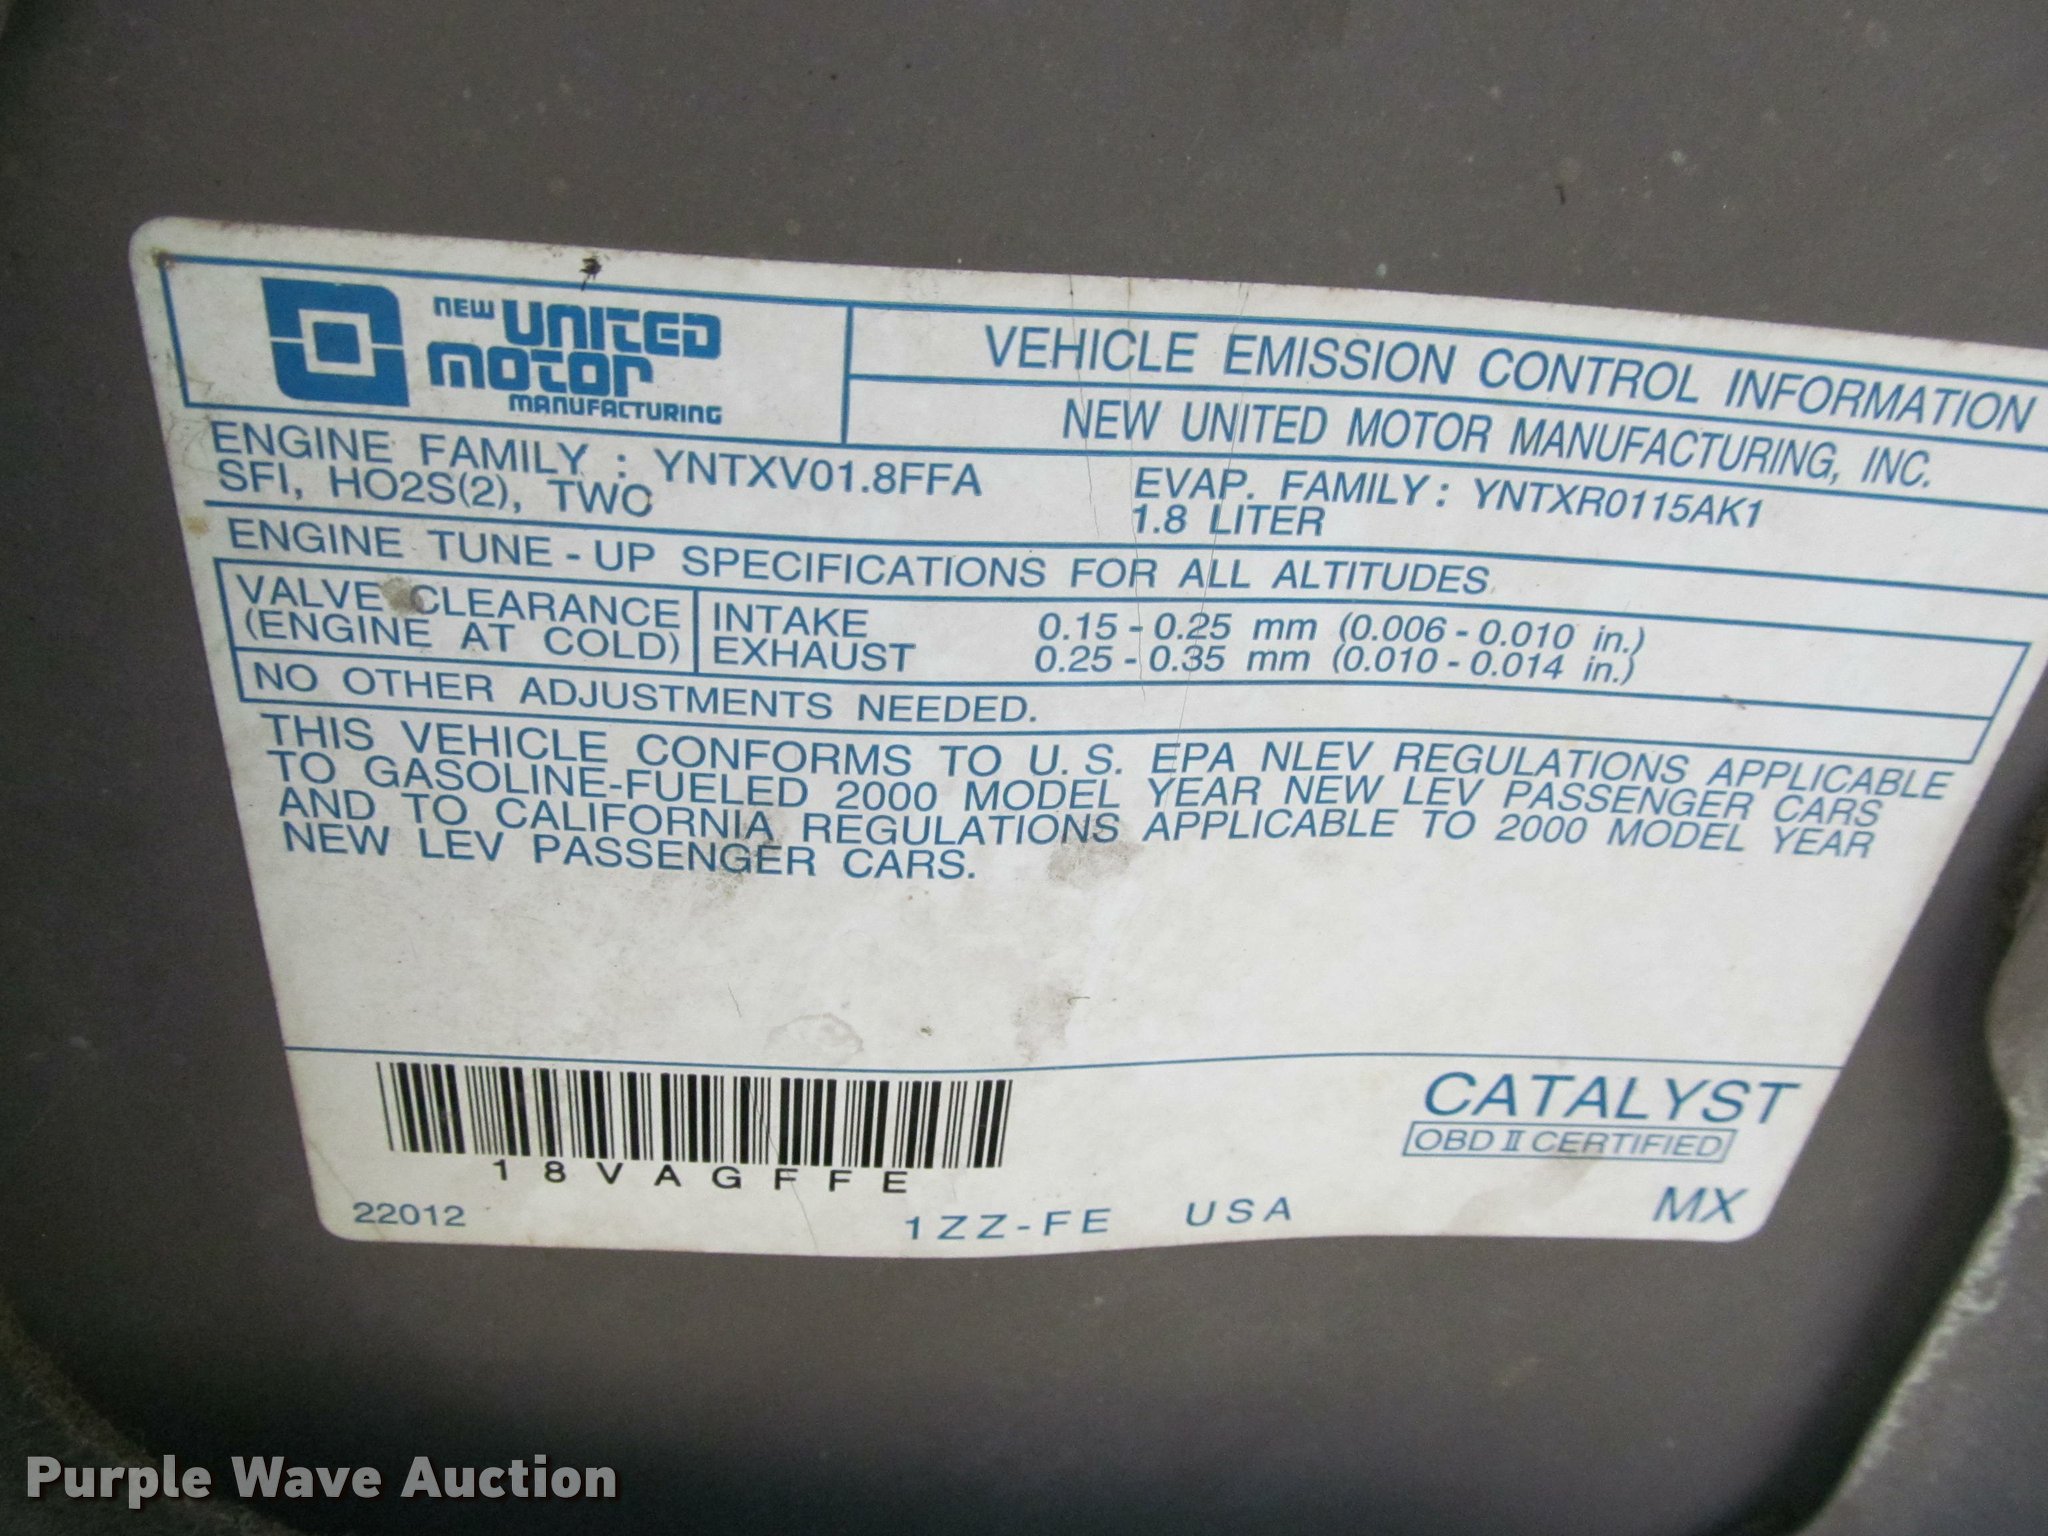 NEW UNITED
MOTOR
MANUFACTURING
VEHICLE EMISSION CONTROL INFORMATION
NEW UNITED MOTOR MANUFACTURING, INC.
ENGINE FAMILY : YNTXV01.8FFA
SFI, HO2S(2), TWC
EVAP. FAMILY : YNTXR0115AK1
1.8 LITER
ENGINE TUNE - UP SPECIFICATIONS FOR ALL ALTITUDES
VALVE CLEARANCE
(ENGINE AT COLD)
INTAKE 0.15 - 0.25 mm (0.006 - 0.010 in.)
EXHAUST 0.25 - 0.35 mm (0.010 - 0.014 in.)
NO OTHER ADJUSTMENTS NEEDED.
THIS VEHICLE CONFORMS TO U. S. EPA NLEV REGULATIONS APPLICABLE
TO GASOLINE-FUELED 2000 MODEL YEAR NEW LEV PASSENGER CARS
AND TO CALIFORNIA REGULATIONS APPLICABLE TO 2000 MODEL YEAR
NEW LEV PASSENGER CARS.
18VAGFFE
CATALYST
OBD II CERTIFIED
22012 1ZZ-FE USA MX
Purple Wave Auction